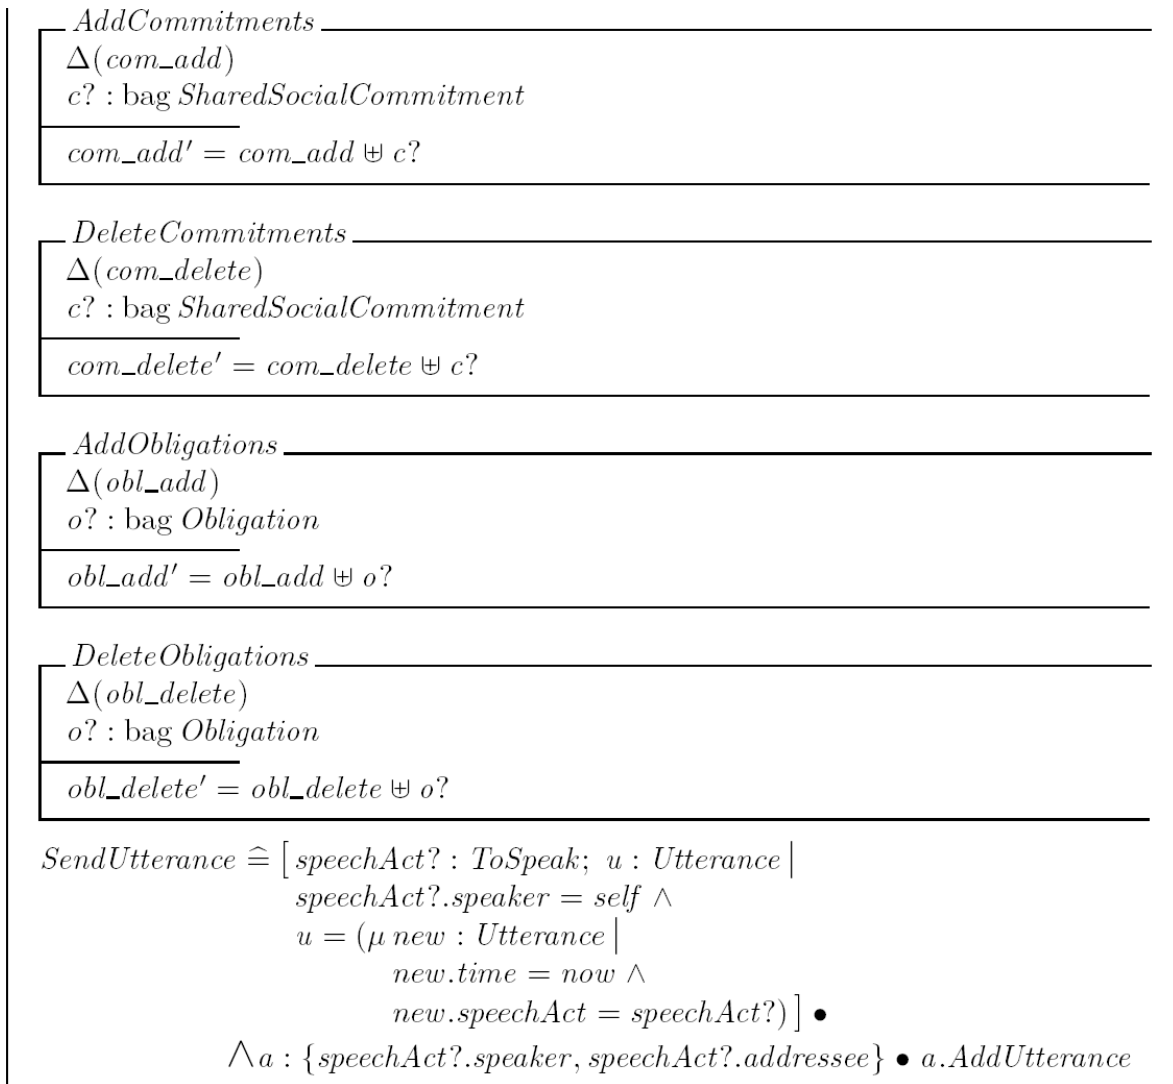 AddCommitments
Δ(com_add)
c? : bag SharedSocialCommitment
com_add′ = com_add ⊎ c?
DeleteCommitments
Δ(com_delete)
c? : bag SharedSocialCommitment
com_delete′ = com_delete ⊎ c?
AddObligations
Δ(obl_add)
o? : bag Obligation
obl_add′ = obl_add ⊎ o?
DeleteObligations
Δ(obl_delete)
o? : bag Obligation
obl_delete′ = obl_delete ⊎ o?
SendUtterance ≙ [ speechAct? : ToSpeak; u : Utterance |
speechAct?.speaker = self ∧
u = (μ new : Utterance |
new.time = now ∧
new.speechAct = speechAct?) ] •
⋀ a : {speechAct?.speaker, speechAct?.addressee} • a.AddUtterance